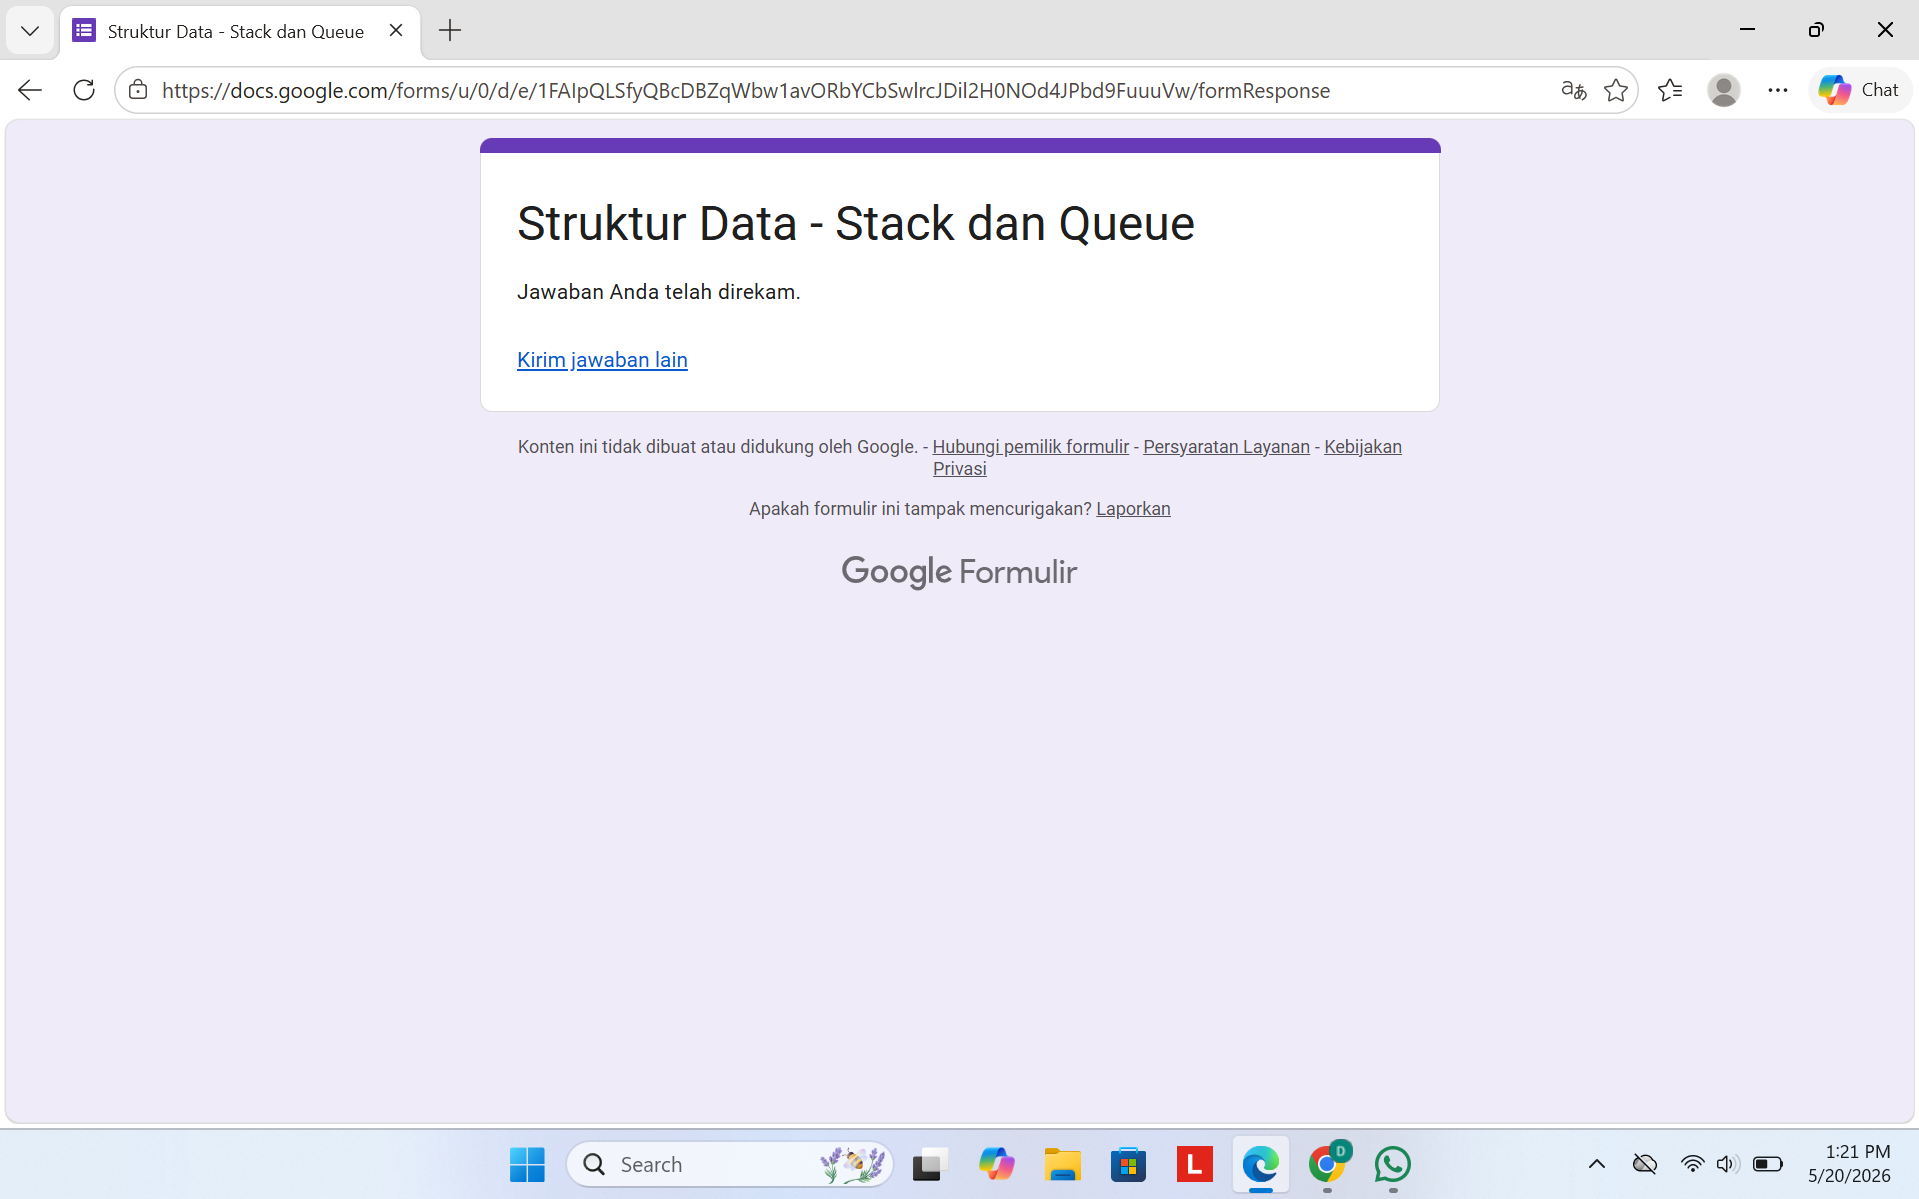 Struktur Data - Stack dan Queue
https://docs.google.com/forms/u/0/d/e/1FAIpQLSfyQBcDBZqWbw1avORbYCbSwlrcJDil2H0NOd4JPbd9FuuuVw/formResponse
Chat
Struktur Data - Stack dan Queue
Jawaban Anda telah direkam.
Kirim jawaban lain
Konten ini tidak dibuat atau didukung oleh Google. - Hubungi pemilik formulir - Persyaratan Layanan - Kebijakan
Privasi
Apakah formulir ini tampak mencurigakan? Laporkan
Google Formulir
Search
L
D
1:21 PM
5/20/2026